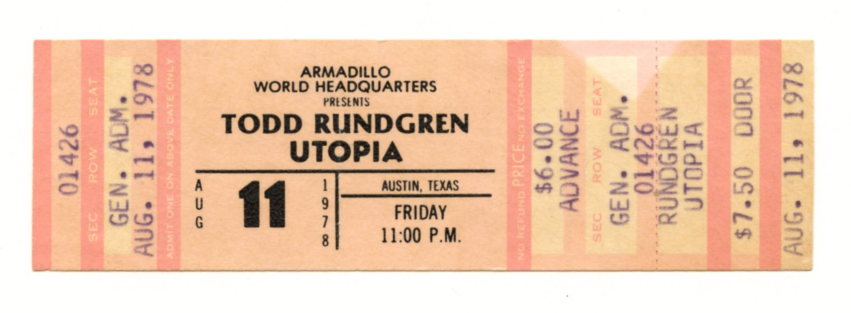 01426
SEC ROW SEAT
GEN. ADM.
AUG. 11, 1978
ADMIT ONE ON ABOVE DATE ONLY
ARMADILLO
WORLD HEADQUARTERS
PRESENTS
TODD RUNDGREN
UTOPIA
AUG
11
1978
AUSTIN, TEXAS
FRIDAY
11:00 P.M.
NO REFUND PRICE NO EXCHANGE
$6.00
ADVANCE
SEC ROW SEAT
GEN. ADM.
01426
RUNDGREN
UTOPIA
$7.50 DOOR
AUG. 11, 1978